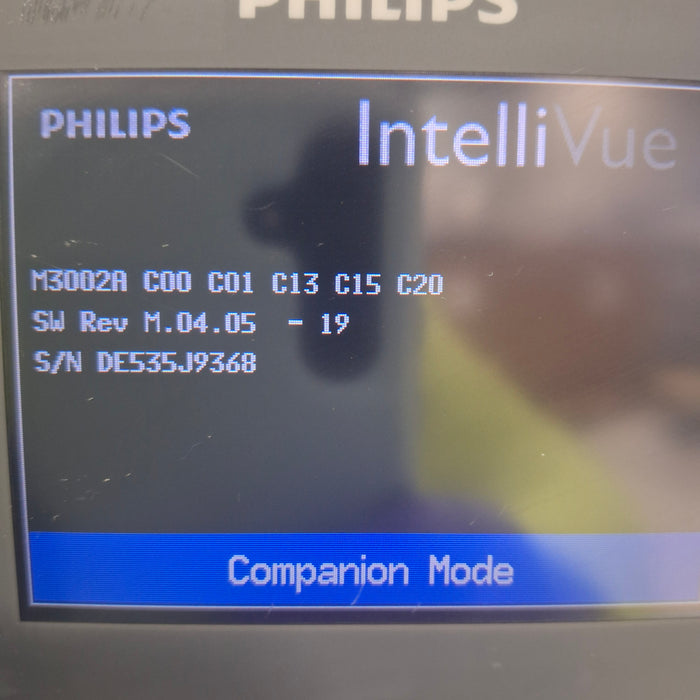 PHILIPS
PHILIPS
IntelliVue
M3002A C00 C01 C13 C15 C20
SW Rev M.04.05 - 19
S/N DE535J9368
Companion Mode